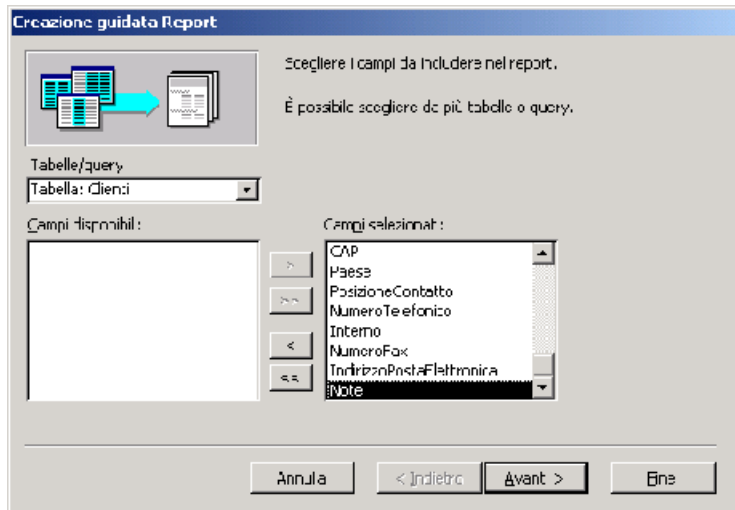 Creazione guidata Report
Scegliere i campi da includere nel report.
È possibile scegliere da più tabelle o query.
Tabelle/query
Tabella: Clienti
Campi disponibili:
Campi selezionati:
>
>>
<
<<
CAP
Paese
PosizioneContatto
NumeroTelefonico
Interno
NumeroFax
IndirizzoPostaElettronica
Note
Annulla
< Indietro
Avanti >
Fine